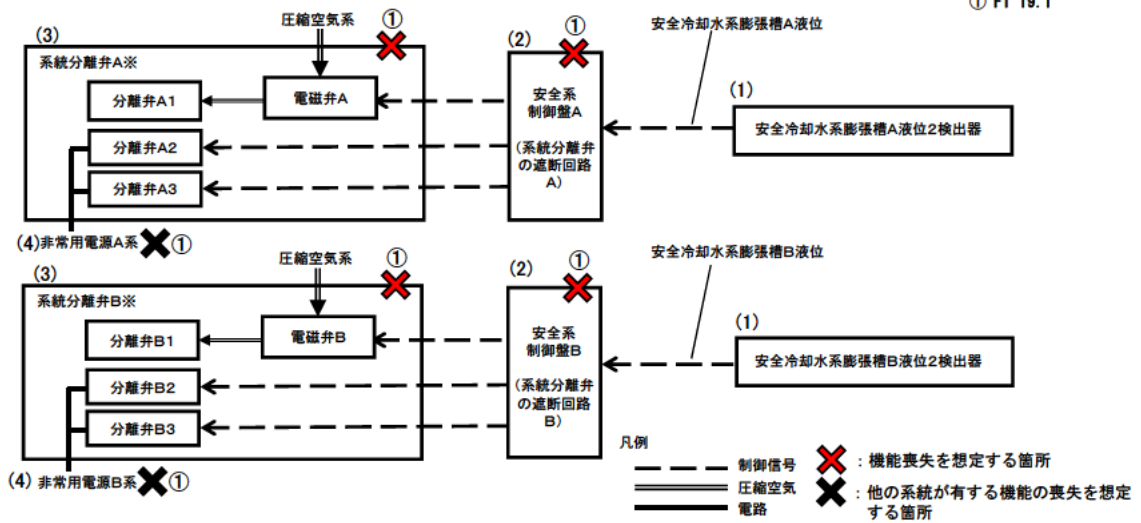 ① FT 19.1
圧縮空気系
①
安全冷却水系膨張槽A液位
(3)
(2)
①
系統分離弁A※
(1)
分離弁A1
電磁弁A
安全系
制御盤A
(系統分離弁
の遮断回路
A)
安全冷却水系膨張槽A液位2検出器
分離弁A2
分離弁A3
(4)非常用電源A系
①
圧縮空気系
①
安全冷却水系膨張槽B液位
(3)
(2)
①
系統分離弁B※
(1)
分離弁B1
電磁弁B
安全系
制御盤B
(系統分離弁
の遮断回路
B)
安全冷却水系膨張槽B液位2検出器
分離弁B2
分離弁B3
(4)非常用電源B系
①
凡例
制御信号
圧縮空気
電路
:機能喪失を想定する箇所
:他の系統が有する機能の喪失を想定
する箇所